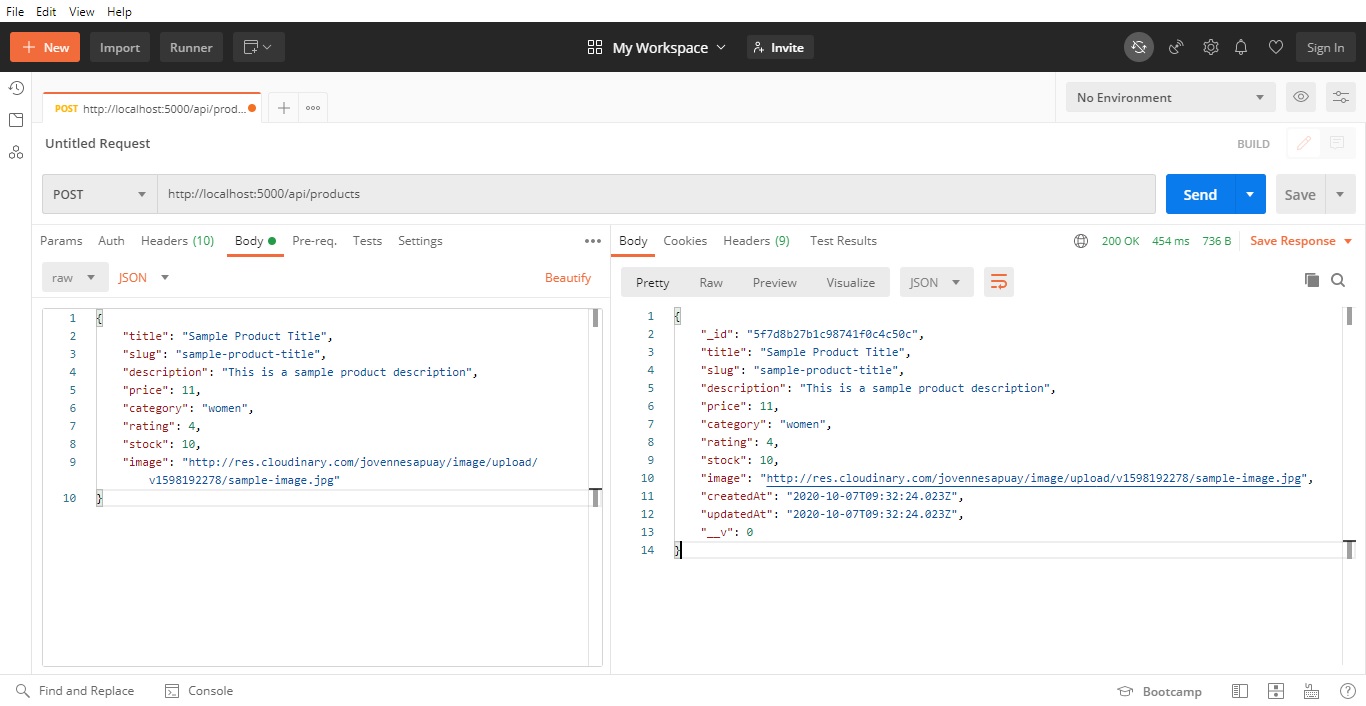 File Edit View Help
New Import Runner My Workspace Invite Sign In
POST http://localhost:5000/api/prod... No Environment
Untitled Request BUILD
POST http://localhost:5000/api/products Send Save
Params Auth Headers (10) Body Pre-req. Tests Settings
raw JSON Beautify
1 {
2 "title": "Sample Product Title",
3 "slug": "sample-product-title",
4 "description": "This is a sample product description",
5 "price": 11,
6 "category": "women",
7 "rating": 4,
8 "stock": 10,
9 "image": "http://res.cloudinary.com/jovennesapuay/image/upload/
v1598192278/sample-image.jpg"
10 }
Body Cookies Headers (9) Test Results 200 OK 454 ms 736 B Save Response
Pretty Raw Preview Visualize JSON
1 {
2 "_id": "5f7d8b27b1c98741f0c4c50c",
3 "title": "Sample Product Title",
4 "slug": "sample-product-title",
5 "description": "This is a sample product description",
6 "price": 11,
7 "category": "women",
8 "rating": 4,
9 "stock": 10,
10 "image": "http://res.cloudinary.com/jovennesapuay/image/upload/v1598192278/sample-image.jpg",
11 "createdAt": "2020-10-07T09:32:24.023Z",
12 "updatedAt": "2020-10-07T09:32:24.023Z",
13 "__v": 0
14 }
Find and Replace Console Bootcamp